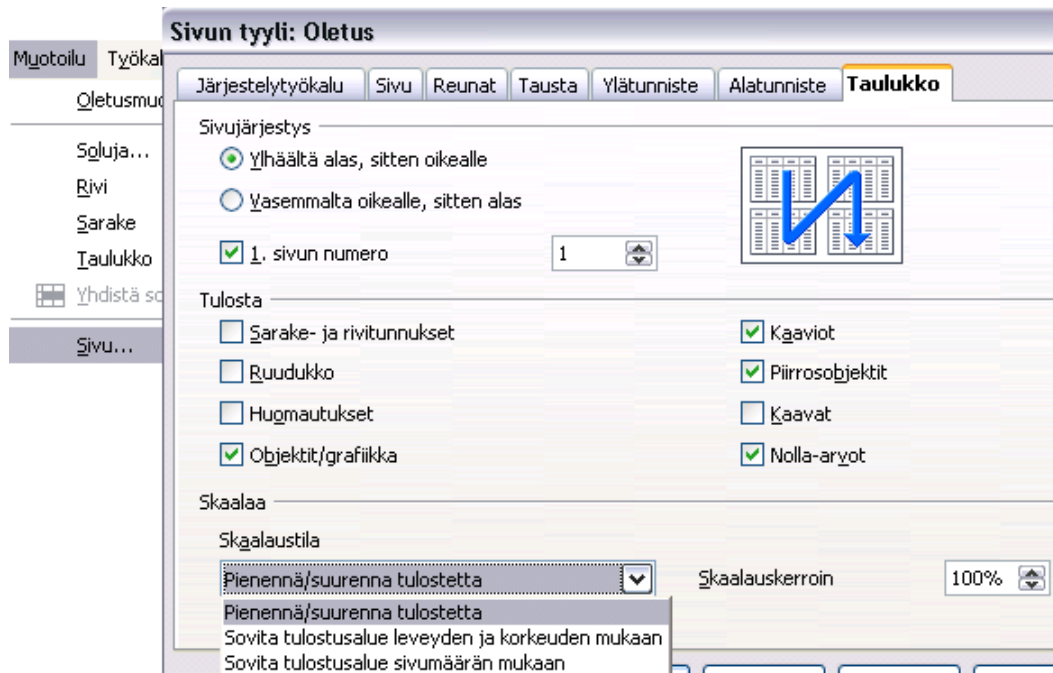 Sivun tyyli: Oletus
Muotoilu Työkal
Oletusmuo
Soluja...
Rivi
Sarake
Taulukko
Yhdistä so
Sivu...
Järjestelytyökalu Sivu Reunat Tausta Ylätunniste Alatunniste Taulukko
Sivujärjestys
Ylhäältä alas, sitten oikealle
Vasemmalta oikealle, sitten alas
1. sivun numero 1
Tulosta
Sarake- ja rivitunnukset
Ruudukko
Huomautukset
Objektit/grafiikka
Kaaviot
Piirrosobjektit
Kaavat
Nolla-arvot
Skaalaa
Skaalaustila
Pienennä/suurenna tulostetta Skaalauskerroin 100%
Pienennä/suurenna tulostetta
Sovita tulostusalue leveyden ja korkeuden mukaan
Sovita tulostusalue sivumäärän mukaan